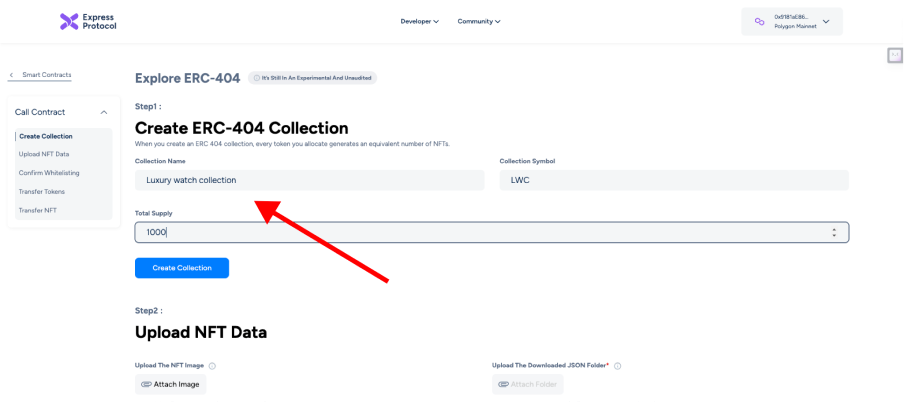 Express
Protocol
Developer
Community
0x9181aE86...
Polygon Mainnet
< Smart Contracts
Call Contract
Create Collection
Upload NFT Data
Confirm Whitelisting
Transfer Tokens
Transfer NFT
Explore ERC-404
It's Still In An Experimental And Unaudited
Step1 :
Create ERC-404 Collection
When you create an ERC 404 collection, every token you allocate generates an equivalent number of NFTs.
Collection Name
Collection Symbol
Luxury watch collection
LWC
Total Supply
1000
Create Collection
Step2 :
Upload NFT Data
Upload The NFT Image
Upload The Downloaded JSON Folder*
Attach Image
Attach Folder